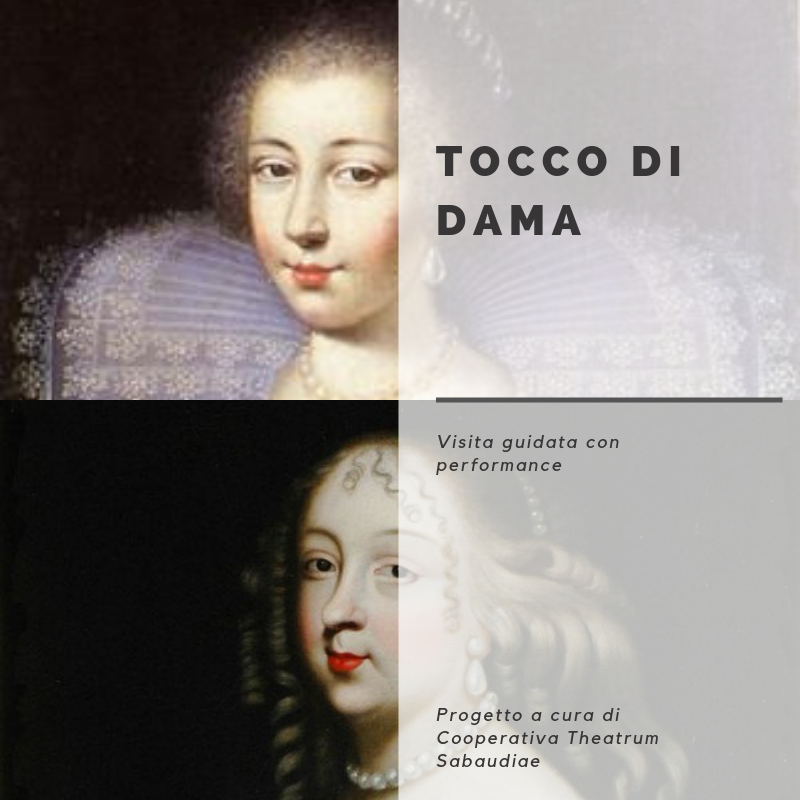 TOCCO DI
DAMA
Visita guidata con
performance
Progetto a cura di
Cooperativa Theatrum
Sabaudiae